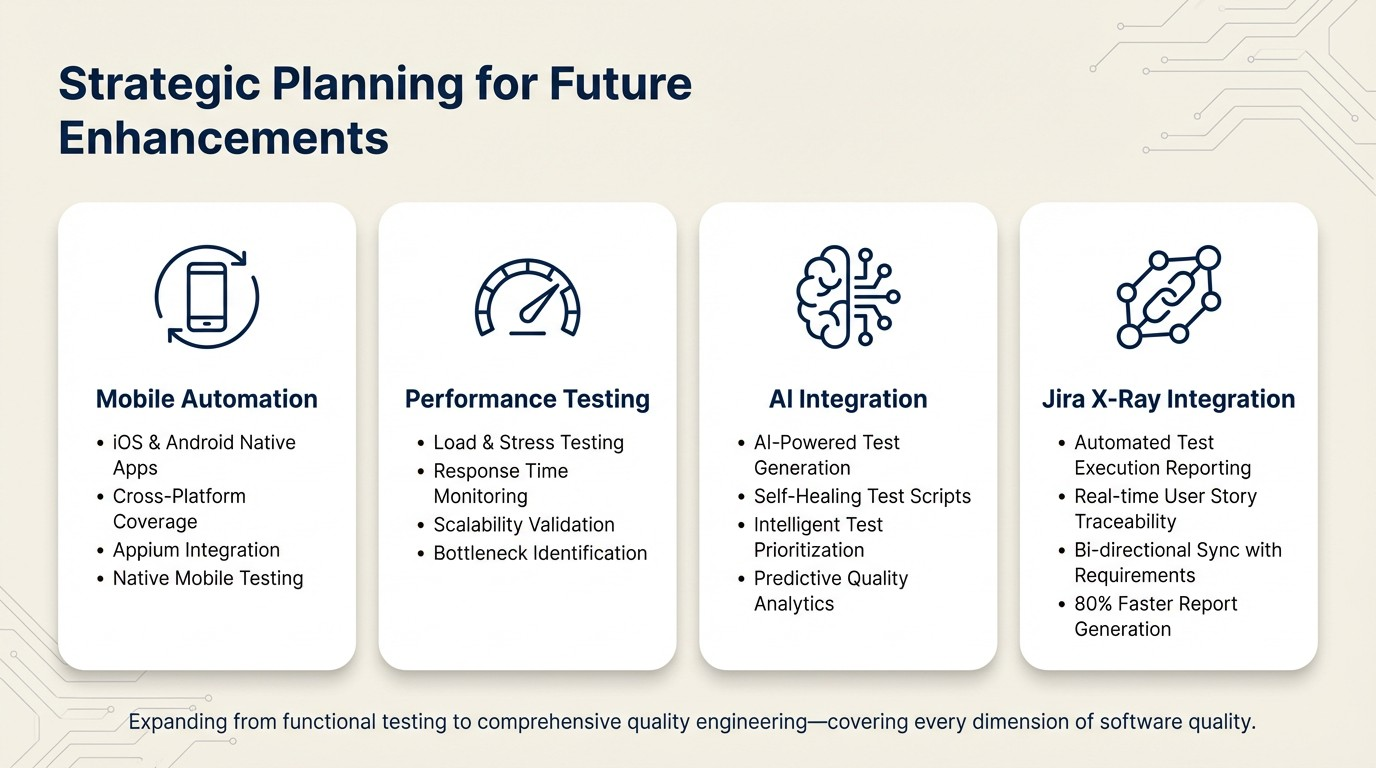 Strategic Planning for Future
Enhancements
Mobile Automation
• iOS & Android Native
Apps
• Cross-Platform
Coverage
• Appium Integration
• Native Mobile Testing
Performance Testing
• Load & Stress Testing
• Response Time
Monitoring
• Scalability Validation
• Bottleneck Identification
AI Integration
• AI-Powered Test
Generation
• Self-Healing Test Scripts
• Intelligent Test
Prioritization
• Predictive Quality
Analytics
Jira X-Ray Integration
• Automated Test
Execution Reporting
• Real-time User Story
Traceability
• Bi-directional Sync with
Requirements
• 80% Faster Report
Generation
Expanding from functional testing to comprehensive quality engineering—covering every dimension of software quality.